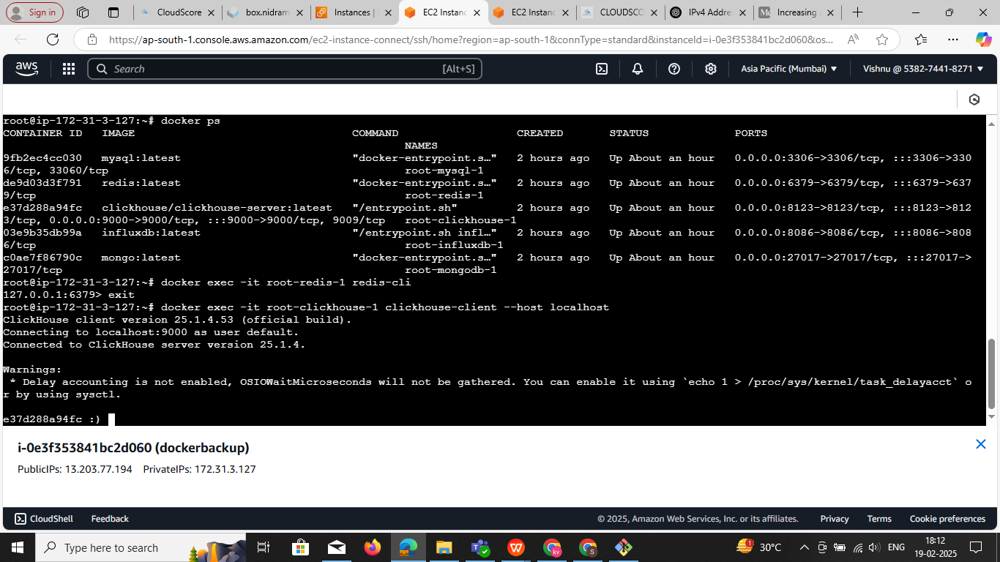 Sign in
CloudScore
box.nidram.
Instances |
EC2 Instanc
EC2 Instanc
CLOUDSCO
IPv4 Addre
Increasing
https://ap-south-1.console.aws.amazon.com/ec2-instance-connect/ssh/home?region=ap-south-1&connType=standard&instanceId=i-0e3f353841bc2d060&os...
aws
Search
[Alt+S]
Asia Pacific (Mumbai)
Vishnu @ 5382-7441-8271
root@ip-172-31-3-127:~# docker ps
CONTAINER ID   IMAGE                                      COMMAND                  CREATED       STATUS             PORTS
NAMES
9fb2ec4cc030   mysql:latest                               "docker-entrypoint.s…"   2 hours ago   Up About an hour   0.0.0.0:3306->3306/tcp, :::3306->330
6/tcp, 33060/tcp                                             root-mysql-1
de9d03d3f791   redis:latest                               "docker-entrypoint.s…"   2 hours ago   Up About an hour   0.0.0.0:6379->6379/tcp, :::6379->637
9/tcp                                                        root-redis-1
e37d288a94fc   clickhouse/clickhouse-server:latest   "/entrypoint.sh"         2 hours ago   Up About an hour   0.0.0.0:8123->8123/tcp, :::8123->812
3/tcp, 0.0.0.0:9000->9000/tcp, :::9000->9000/tcp, 9009/tcp   root-clickhouse-1
03e9b35db99a   influxdb:latest                            "/entrypoint.sh infl…"   2 hours ago   Up About an hour   0.0.0.0:8086->8086/tcp, :::8086->808
6/tcp                                                        root-influxdb-1
c0ae7f86790c   mongo:latest                               "docker-entrypoint.s…"   2 hours ago   Up About an hour   0.0.0.0:27017->27017/tcp, :::27017->
27017/tcp                                                    root-mongodb-1
root@ip-172-31-3-127:~# docker exec -it root-redis-1 redis-cli
127.0.0.1:6379> exit
root@ip-172-31-3-127:~# docker exec -it root-clickhouse-1 clickhouse-client --host localhost
ClickHouse client version 25.1.4.53 (official build).
Connecting to localhost:9000 as user default.
Connected to ClickHouse server version 25.1.4.
Warnings:
* Delay accounting is not enabled, OSIOWaitMicroseconds will not be gathered. You can enable it using `echo 1 > /proc/sys/kernel/task_delayacct` o
r by using sysctl.
e37d288a94fc :)
i-0e3f353841bc2d060 (dockerbackup)
PublicIPs: 13.203.77.194   PrivateIPs: 172.31.3.127
CloudShell
Feedback
© 2025, Amazon Web Services, Inc. or its affiliates.
Privacy
Terms
Cookie preferences
Type here to search
30°C
ENG
18:12
19-02-2025